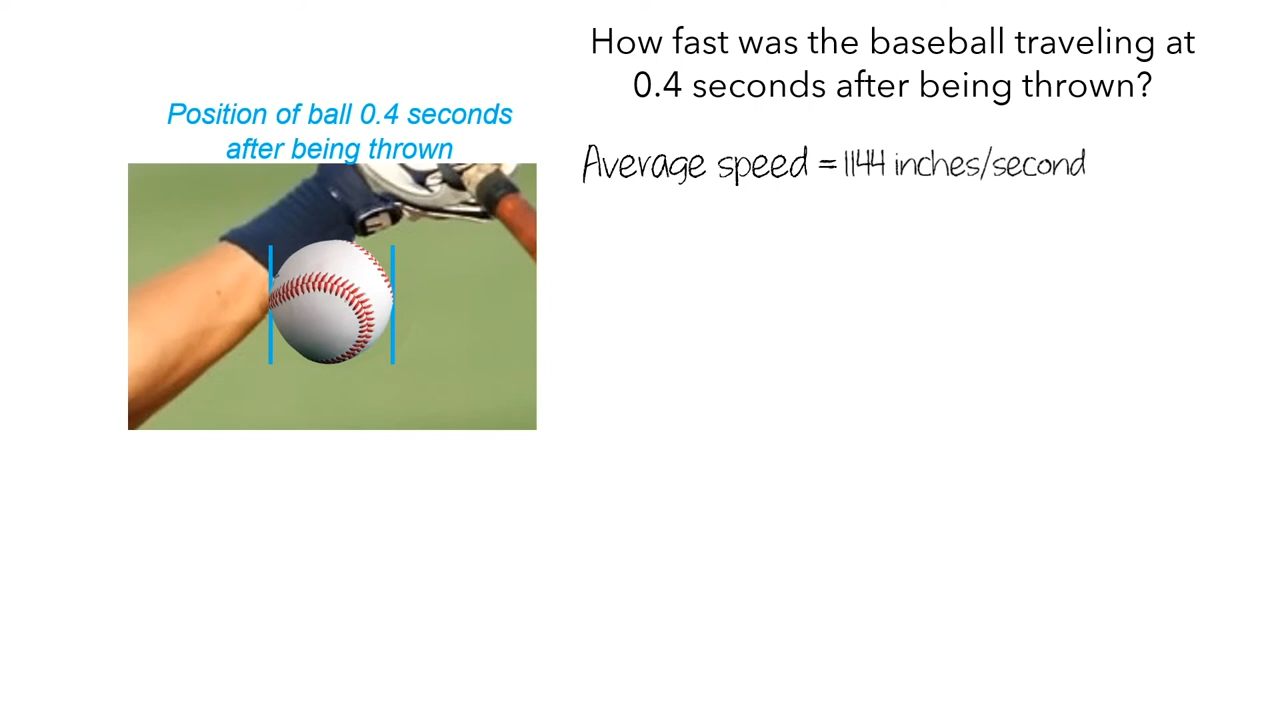 How fast was the baseball traveling at
0.4 seconds after being thrown?
Position of ball 0.4 seconds
after being thrown
Average speed = 1144 inches/second